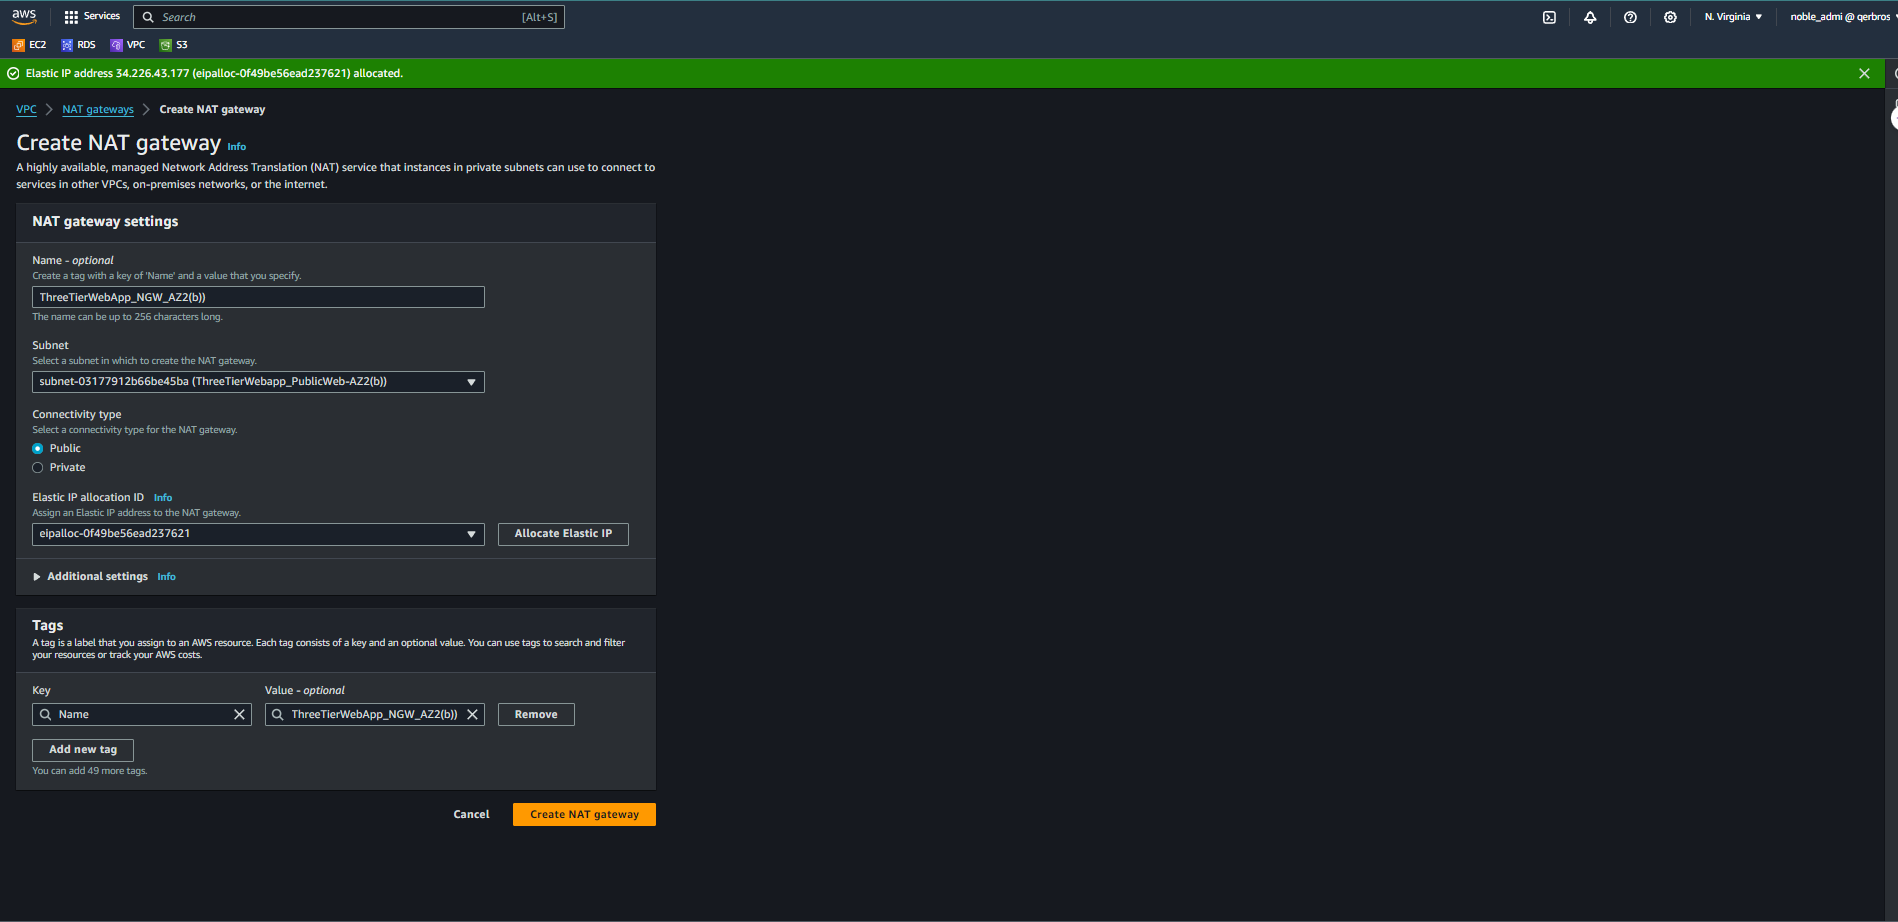 aws
Services
Search
[Alt+S]
N. Virginia
noble_admi @ qerbros
EC2
RDS
VPC
S3
Elastic IP address 34.226.43.177 (eipalloc-0f49be56ead237621) allocated.
VPC
NAT gateways
Create NAT gateway
Create NAT gateway Info
A highly available, managed Network Address Translation (NAT) service that instances in private subnets can use to connect to
services in other VPCs, on-premises networks, or the internet.
NAT gateway settings
Name - optional
Create a tag with a key of 'Name' and a value that you specify.
ThreeTierWebApp_NGW_AZ2(b))
The name can be up to 256 characters long.
Subnet
Select a subnet in which to create the NAT gateway.
subnet-03177912b66be45ba (ThreeTierWebapp_PublicWeb-AZ2(b))
Connectivity type
Select a connectivity type for the NAT gateway.
Public
Private
Elastic IP allocation ID Info
Assign an Elastic IP address to the NAT gateway.
eipalloc-0f49be56ead237621
Allocate Elastic IP
Additional settings Info
Tags
A tag is a label that you assign to an AWS resource. Each tag consists of a key and an optional value. You can use tags to search and filter
your resources or track your AWS costs.
Key
Value - optional
Name
ThreeTierWebApp_NGW_AZ2(b))
Remove
Add new tag
You can add 49 more tags.
Cancel
Create NAT gateway